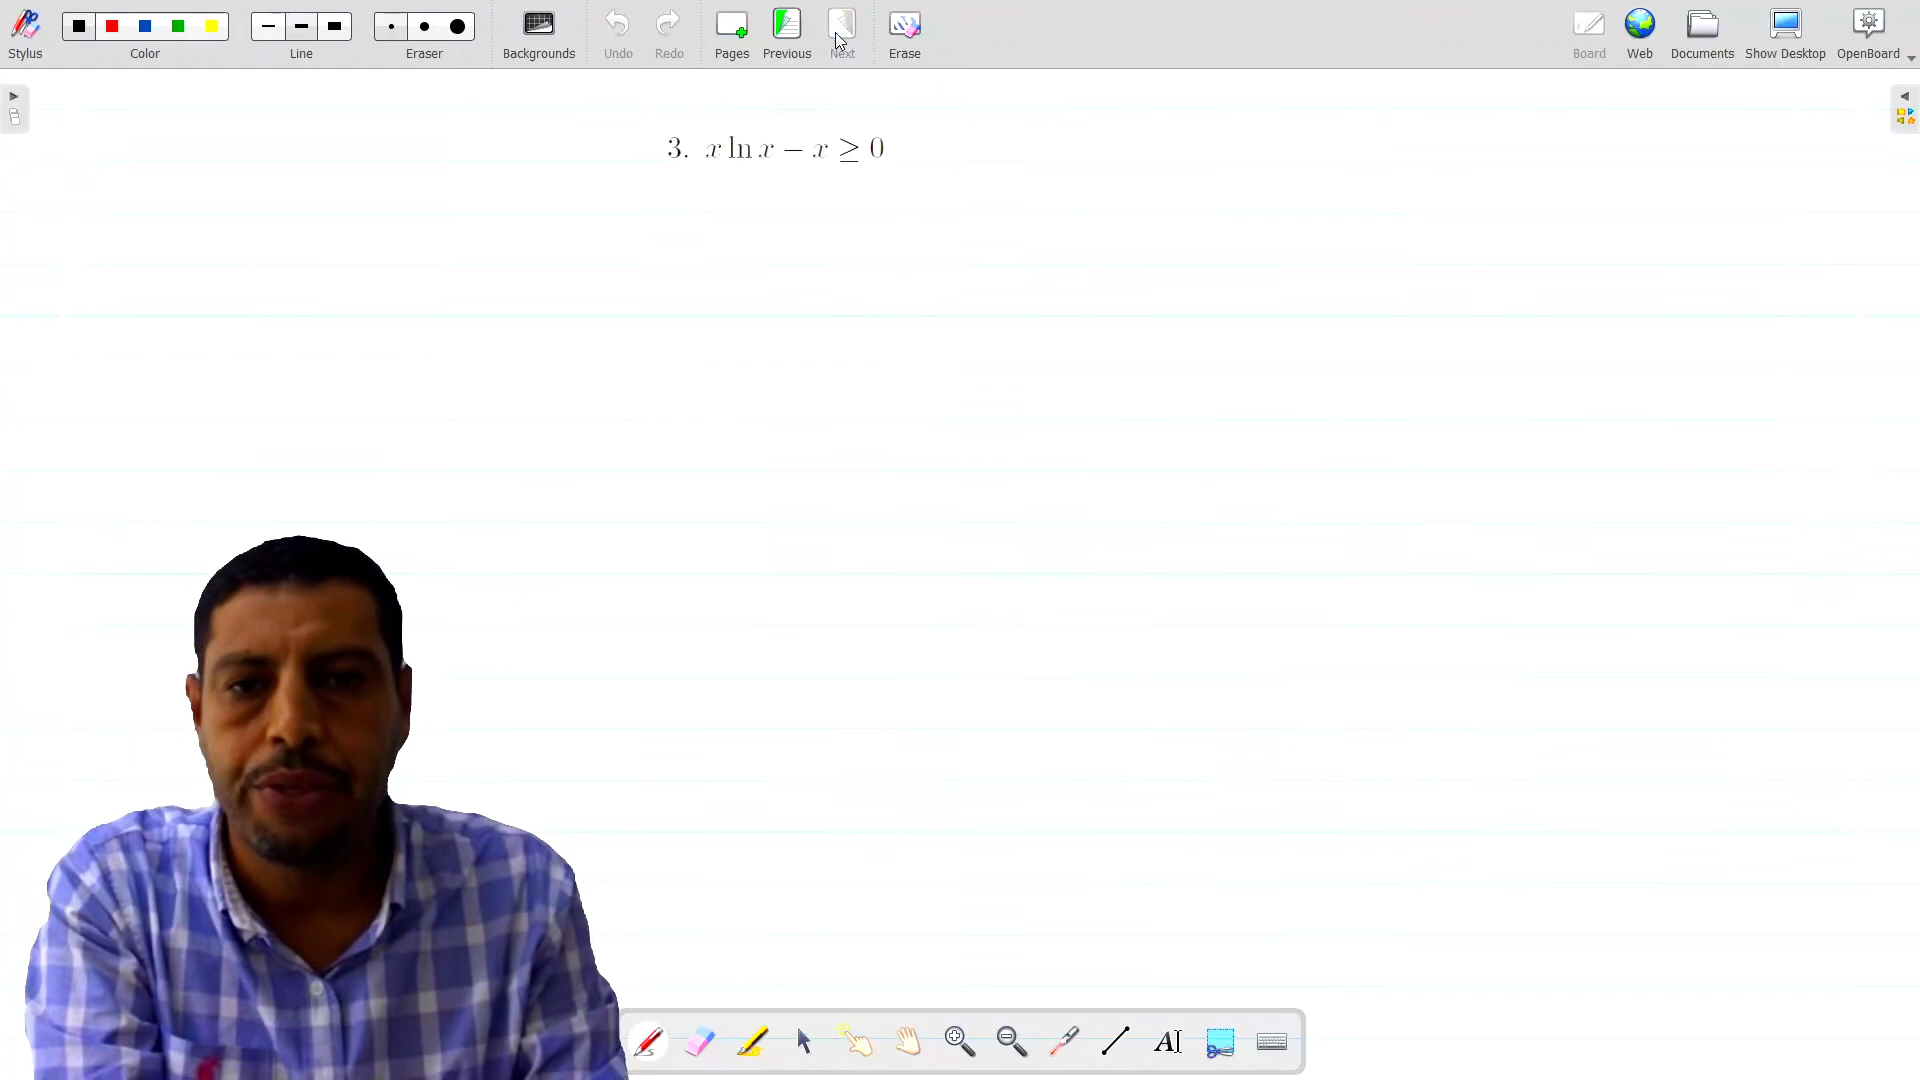 Stylus Color Line Eraser Backgrounds Undo Redo Pages Previous Next Erase Board Web Documents Show Desktop OpenBoard
3. x ln x − x ≥ 0
A